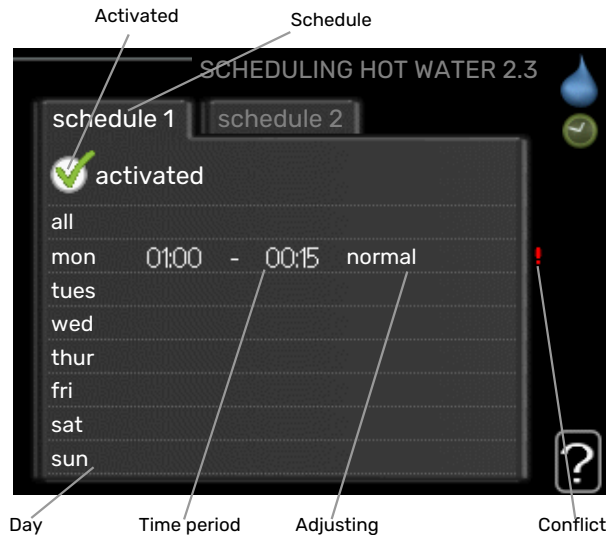 Activated
Schedule
SCHEDULING HOT WATER 2.3
schedule 1
schedule 2
activated
all
mon 01:00 - 00:15 normal !
tues
wed
thur
fri
sat
sun
?
Day
Time period
Adjusting
Conflict